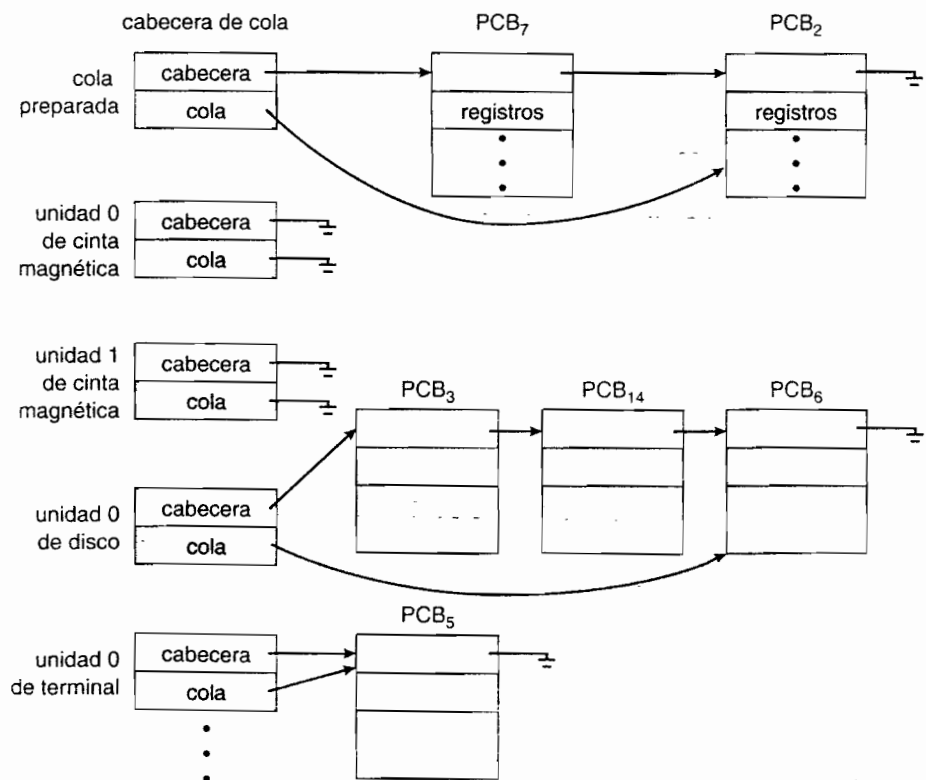 cabecera de cola
PCB7
PCB2
cola
preparada
cabecera
cola
registros
registros
unidad 0
de cinta
magnética
cabecera
cola
unidad 1
de cinta
magnética
cabecera
cola
PCB3
PCB14
PCB6
unidad 0
de disco
cabecera
cola
PCB5
unidad 0
de terminal
cabecera
cola